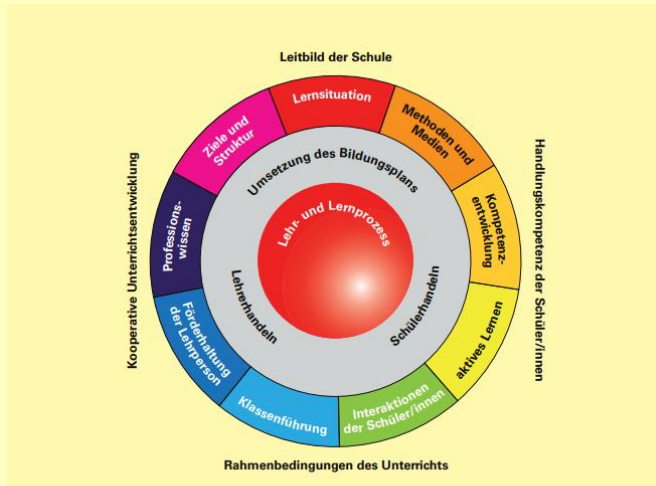 Leitbild der Schule
Lernsituation
Methoden und
Medien
Kompetenz-
entwicklung
aktives Lernen
Interaktionen
der Schüler/innen
Klassenführung
Förderhaltung
der Lehrperson
Professions-
wissen
Ziele und
Struktur
Umsetzung des Bildungsplans
Schülerhandeln
Lehrerhandeln
Lehr- und Lernprozess
Kooperative Unterrichtsentwicklung
Handlungskompetenz der Schüler/innen
Rahmenbedingungen des Unterrichts